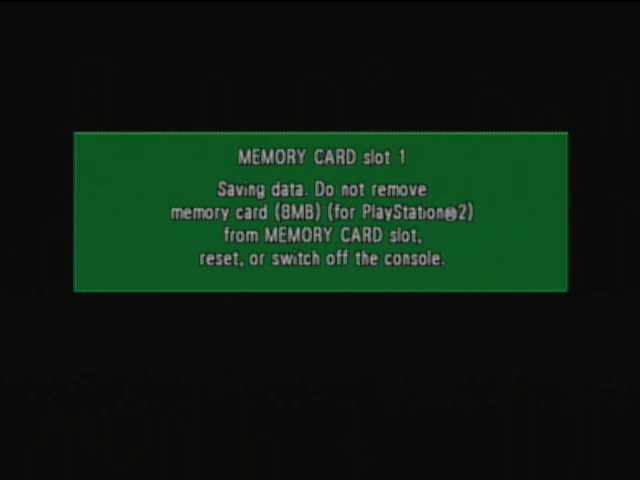 MEMORY CARD slot 1
Saving data. Do not remove
memory card (8MB) (for PlayStation®2)
from MEMORY CARD slot,
reset, or switch off the console.